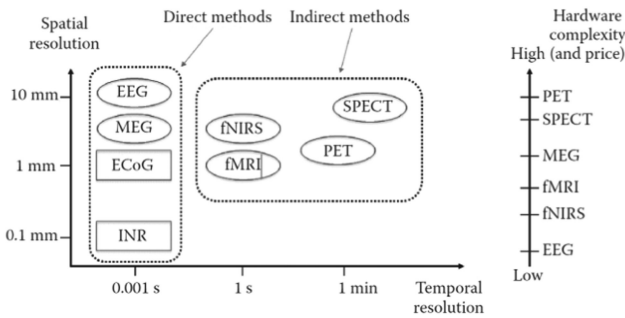 Spatial
resolution
Direct methods
Indirect methods
Hardware
complexity
High (and price)
10 mm
1 mm
0.1 mm
EEG
MEG
ECoG
INR
fNIRS
fMRI
SPECT
PET
0.001 s
1 s
1 min
Temporal
resolution
PET
SPECT
MEG
fMRI
fNIRS
EEG
Low